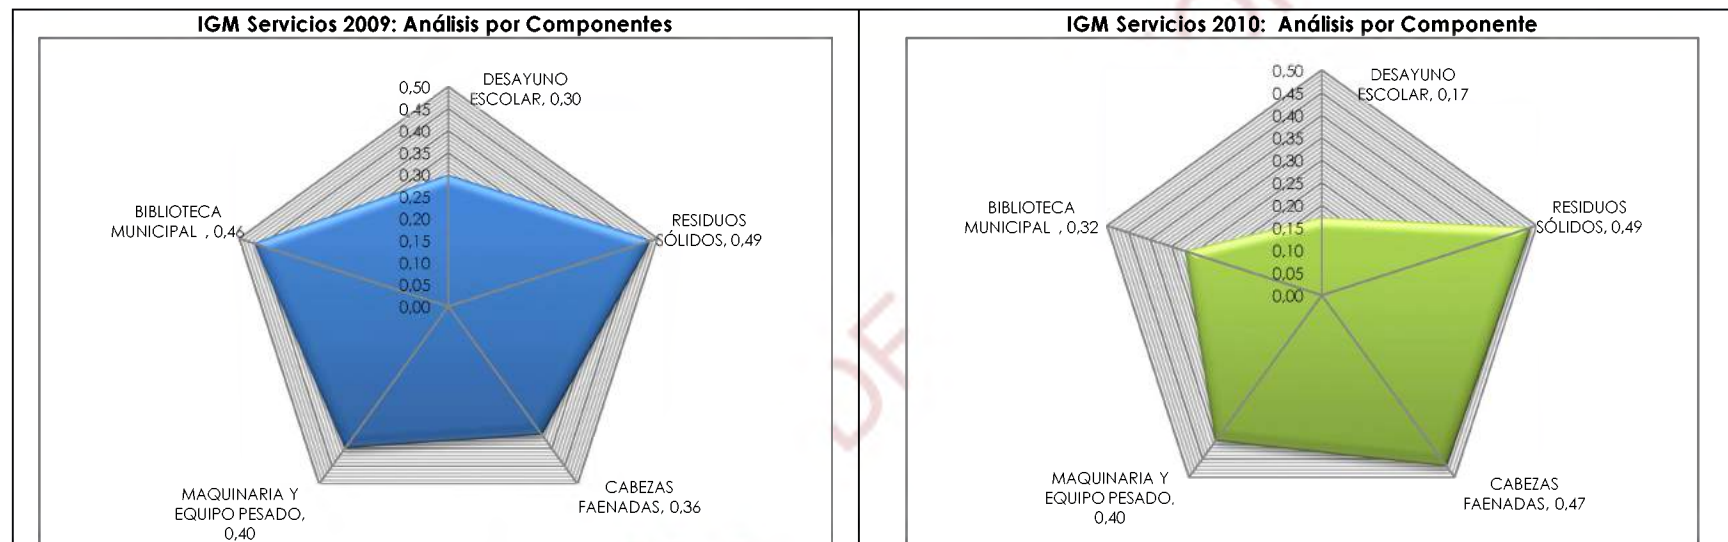 IGM Servicios 2009: Análisis por Componentes
DESAYUNO
ESCOLAR, 0,30
0,50
0,45
0,40
0,35
0,30
0,25
0,20
0,15
0,10
0,05
0,00
RESIDUOS
SÓLIDOS, 0,49
CABEZAS
FAENADAS, 0,36
MAQUINARIA Y
EQUIPO PESADO,
0,40
BIBLIOTECA
MUNICIPAL , 0,46
IGM Servicios 2010: Análisis por Componente
DESAYUNO
ESCOLAR, 0,17
0,50
0,45
0,40
0,35
0,30
0,25
0,20
0,15
0,10
0,05
0,00
RESIDUOS
SÓLIDOS, 0,49
CABEZAS
FAENADAS, 0,47
MAQUINARIA Y
EQUIPO PESADO,
0,40
BIBLIOTECA
MUNICIPAL , 0,32
DE